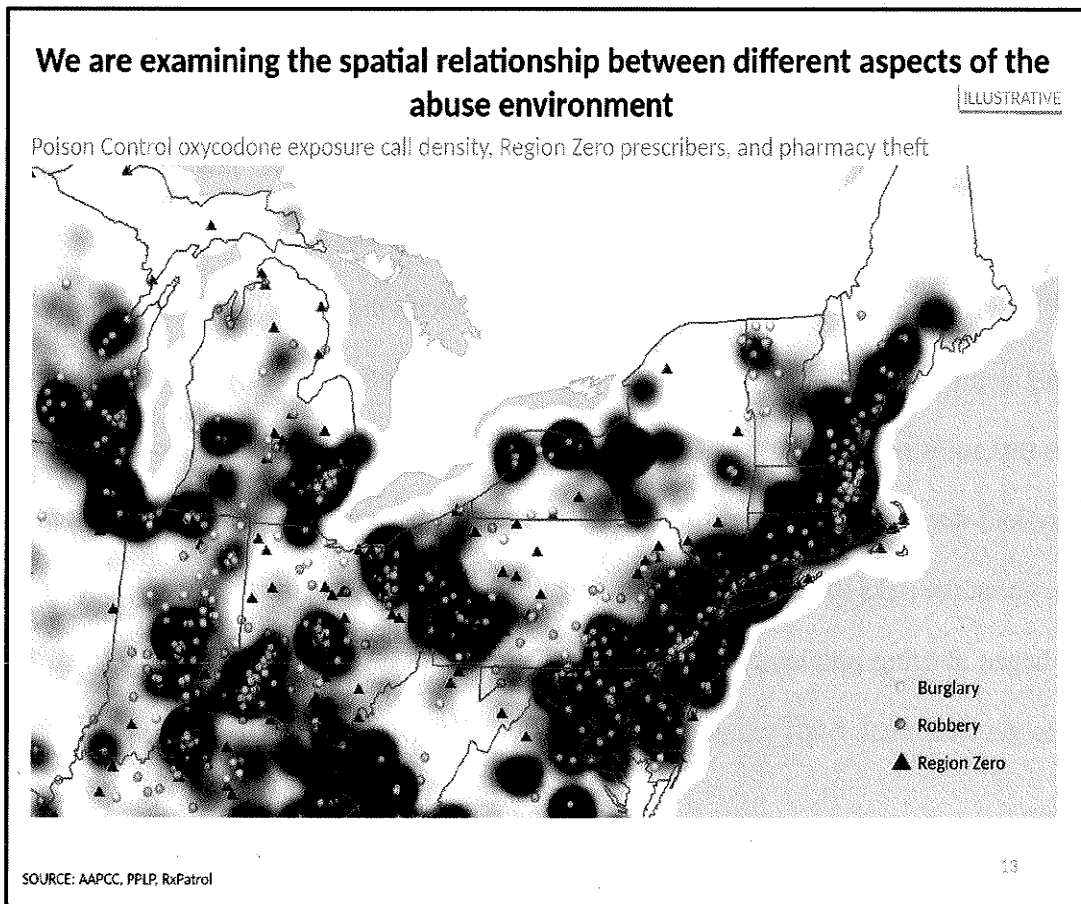 We are examining the spatial relationship between different aspects of the
abuse environment
ILLUSTRATIVE
Poison Control oxycodone exposure call density, Region Zero prescribers, and pharmacy theft
Burglary
Robbery
Region Zero
SOURCE: AAPCC, PPLP, RxPatrol
13